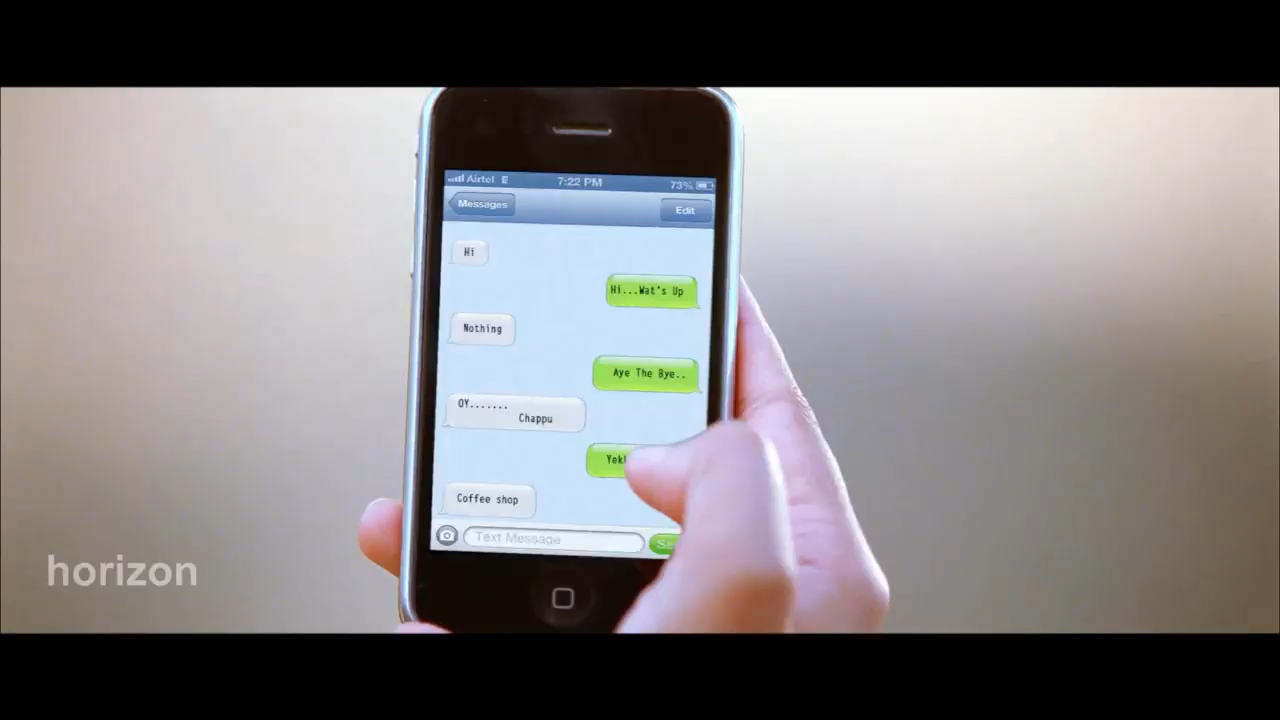 Airtel E 7:22 PM 73%
Messages Edit
Hi
Hi...Wat's Up
Nothing
Aye The Bye..
OY.......
Chappu
Coffee shop
Text Message
horizon